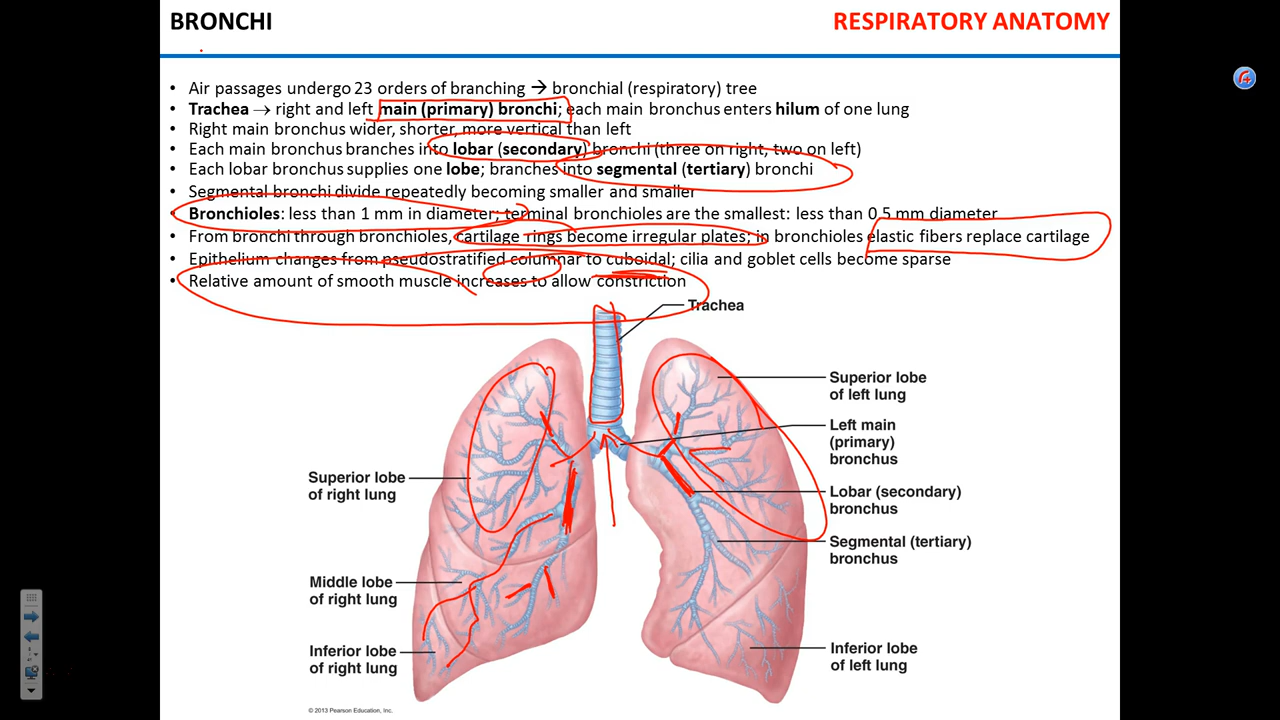 BRONCHI
RESPIRATORY ANATOMY
• Air passages undergo 23 orders of branching → bronchial (respiratory) tree
• Trachea → right and left main (primary) bronchi; each main bronchus enters hilum of one lung
• Right main bronchus wider, shorter, more vertical than left
• Each main bronchus branches into lobar (secondary) bronchi (three on right, two on left)
• Each lobar bronchus supplies one lobe; branches into segmental (tertiary) bronchi
• Segmental bronchi divide repeatedly becoming smaller and smaller
• Bronchioles: less than 1 mm in diameter; terminal bronchioles are the smallest: less than 0.5 mm diameter
• From bronchi through bronchioles, cartilage rings become irregular plates; in bronchioles elastic fibers replace cartilage
• Epithelium changes from pseudostratified columnar to cuboidal; cilia and goblet cells become sparse
• Relative amount of smooth muscle increases to allow constriction
Trachea
Superior lobe
of left lung
Left main
(primary)
bronchus
Superior lobe
of right lung
Lobar (secondary)
bronchus
Segmental (tertiary)
bronchus
Middle lobe
of right lung
Inferior lobe
of right lung
Inferior lobe
of left lung
© 2013 Pearson Education, Inc.